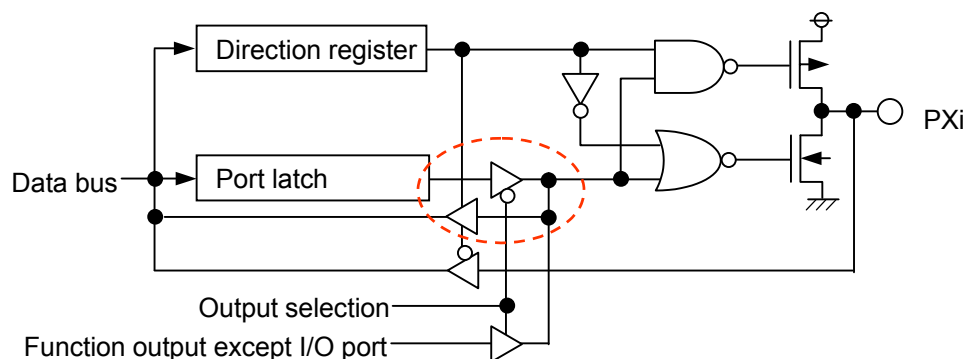 Direction register
PXi
Port latch
Data bus
Output selection
Function output except I/O port